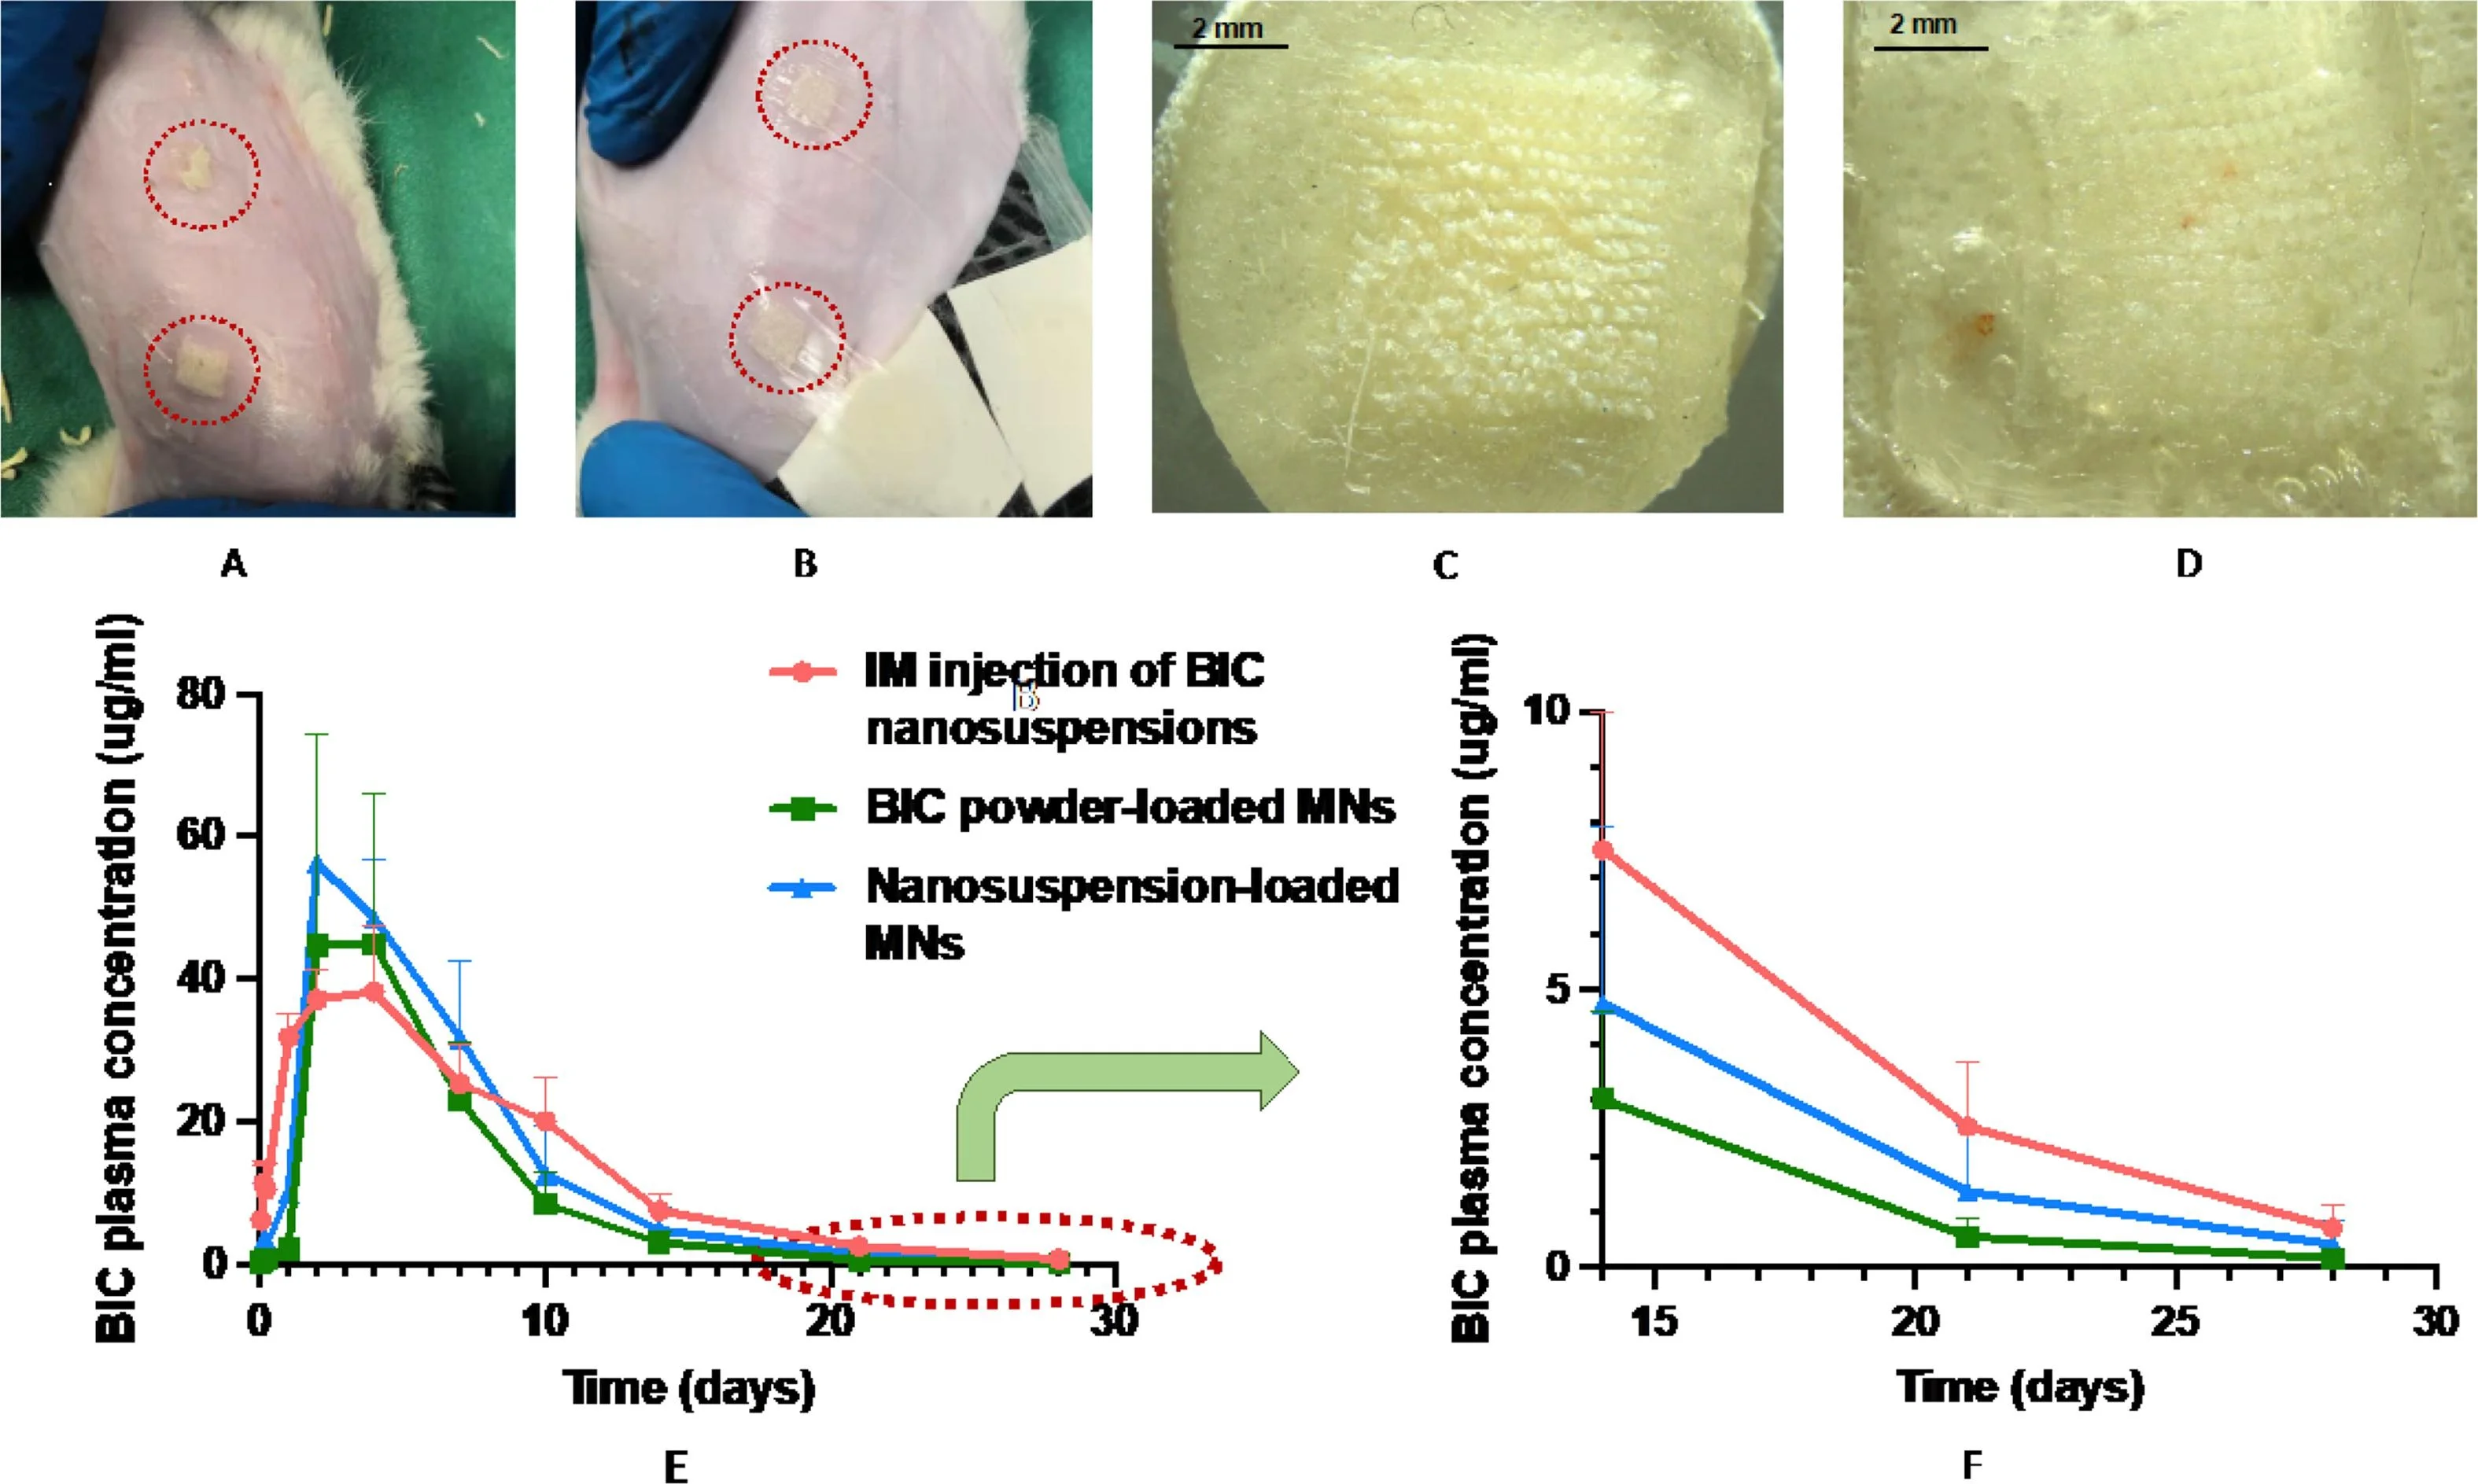 2 mm
2 mm
A
B
C
D
BIC plasma concentration (ug/ml)
80
60
40
20
0
0
10
20
30
Time (days)
IM injection of BIC
B
nanosuspensions
BIC powder-loaded MNs
Nanosuspension-loaded
MNs
E
BIC plasma concentration (ug/ml)
10
5
0
15
20
25
30
Time (days)
F